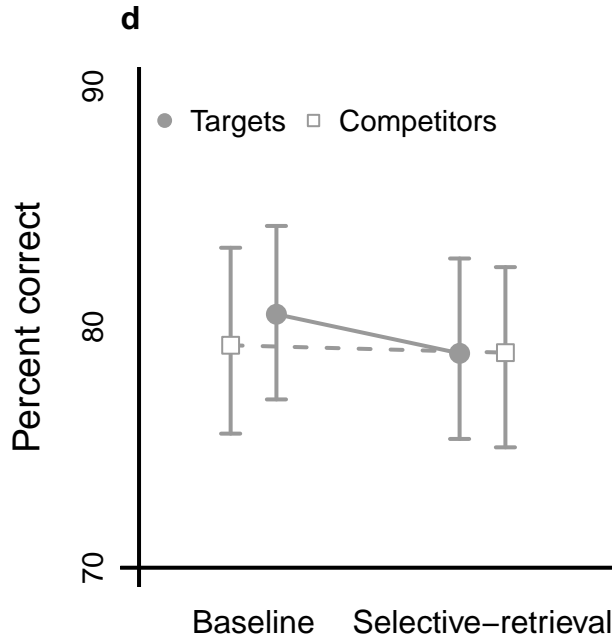 d
90
Targets Competitors
Percent correct
80
70
Baseline Selective−retrieval